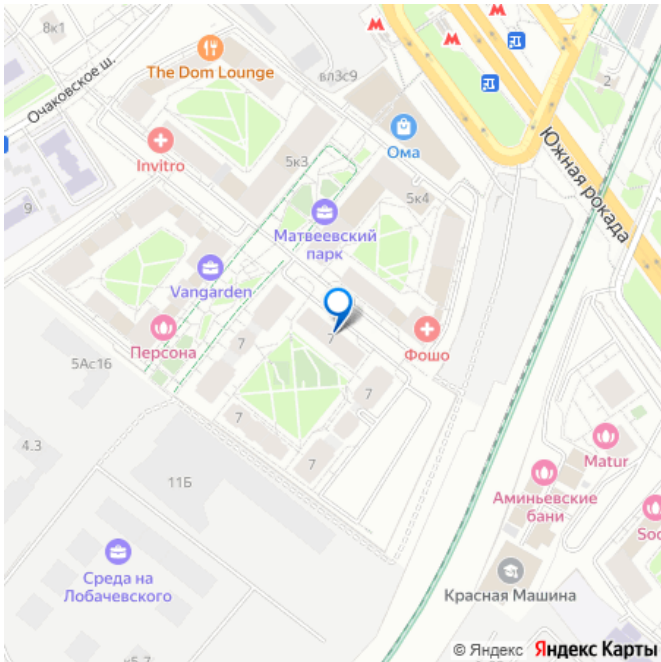 8к1
The Dom Lounge
вл3с9
2
Очаковское ш.
Invitro
5к3
Ома
Южная рокада
5к4
9
Матвеевский
парк
Vangarden
Персона
7
7
Фошо
5Ас16
7
7
7
4.3
11Б
Matur
Аминьевские
бани
Soc
Среда на
Лобачевского
Красная Машина
© Яндекс Яндекс Карты